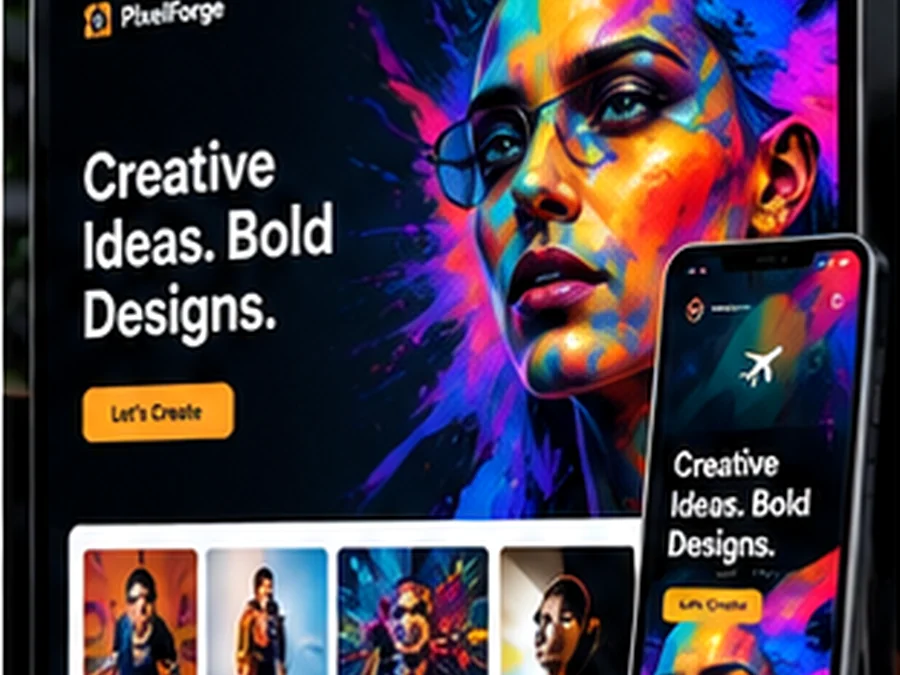 PixelForge
Creative
Ideas. Bold
Designs.
Let's Create
Creative
Ideas. Bold
Designs.
Let's Create